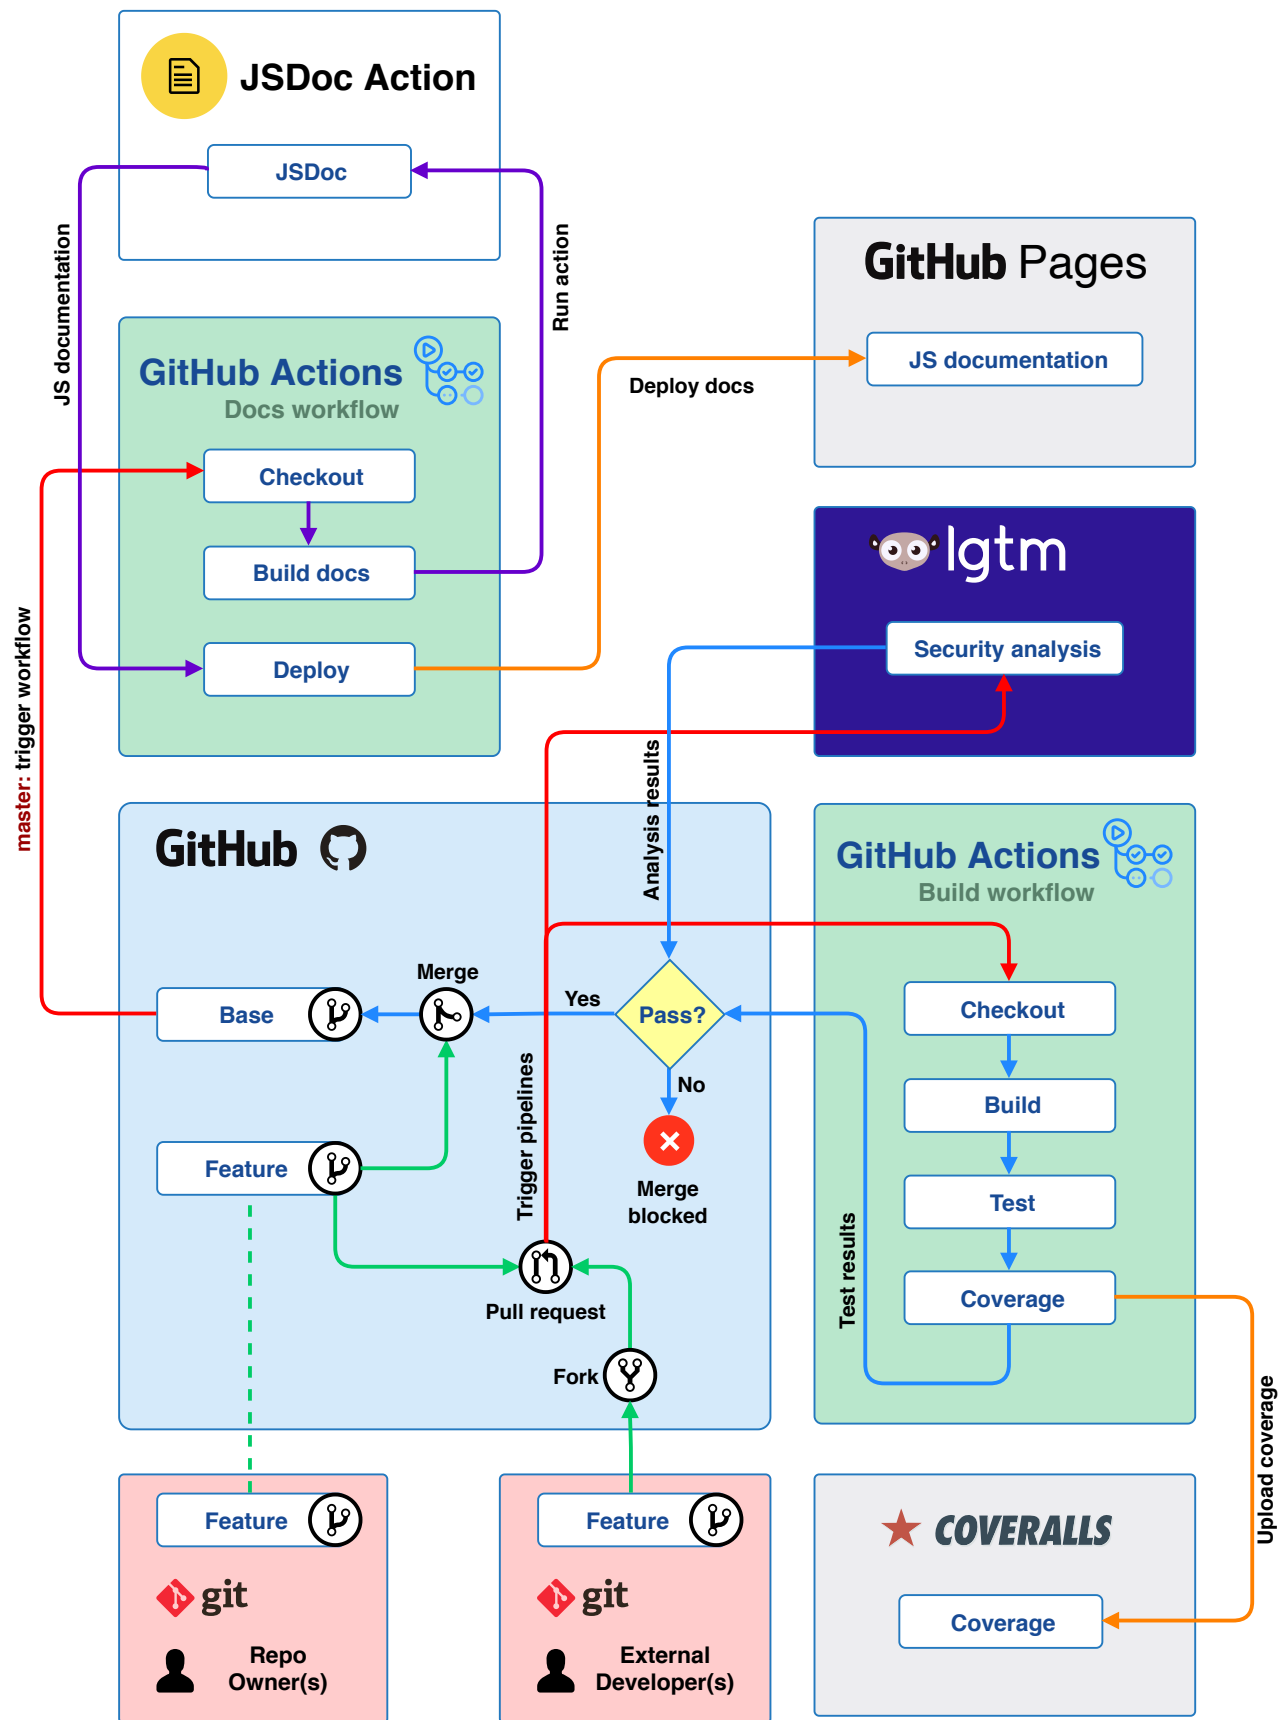 JSDoc Action
JSDoc
JS documentation
Run action
GitHub Pages
JS documentation
GitHub Actions
Docs workflow
Deploy docs
Checkout
Build docs
Deploy
master: trigger workflow
lgtm
Security analysis
Analysis results
GitHub
GitHub Actions
Build workflow
Merge
Yes
Base
Pass?
Checkout
No
Build
Trigger pipelines
Feature
Merge
blocked
Test
Test results
Pull request
Coverage
Fork
Upload coverage
Feature
Feature
COVERALLS
git
git
Coverage
Repo
Owner(s)
External
Developer(s)